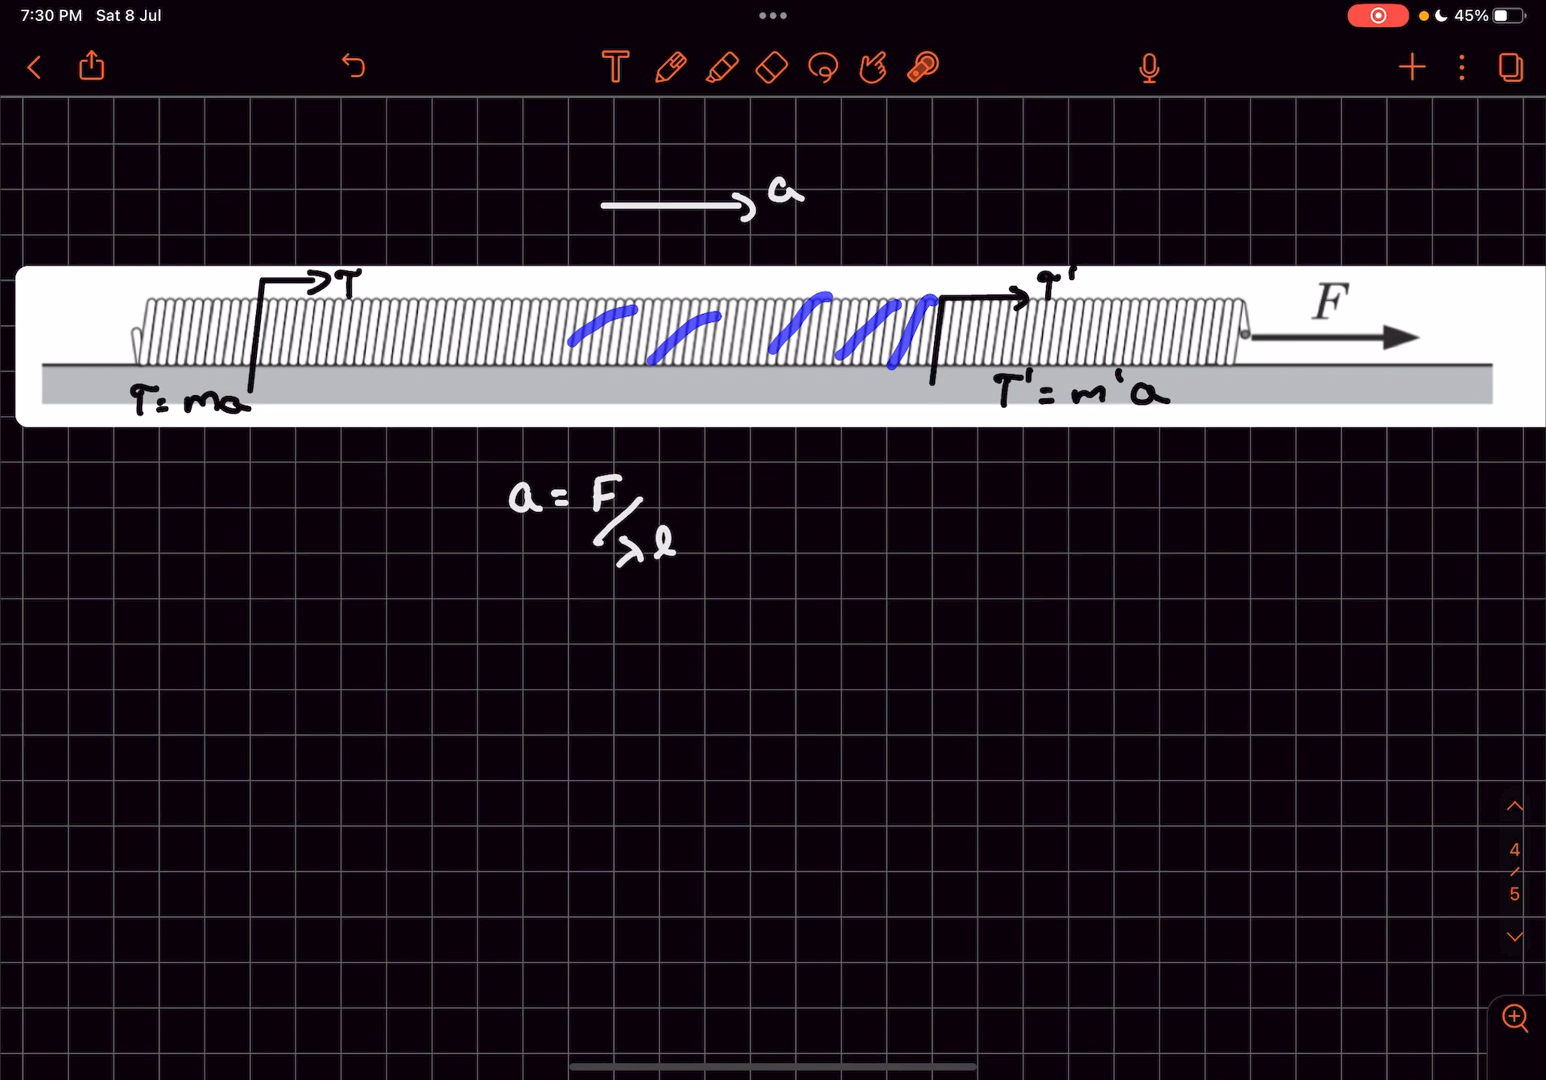 7:30 PM Sat 8 Jul
45%
T
a
T
T'
F
T = ma
T' = m'a
a = F/λl
4
5